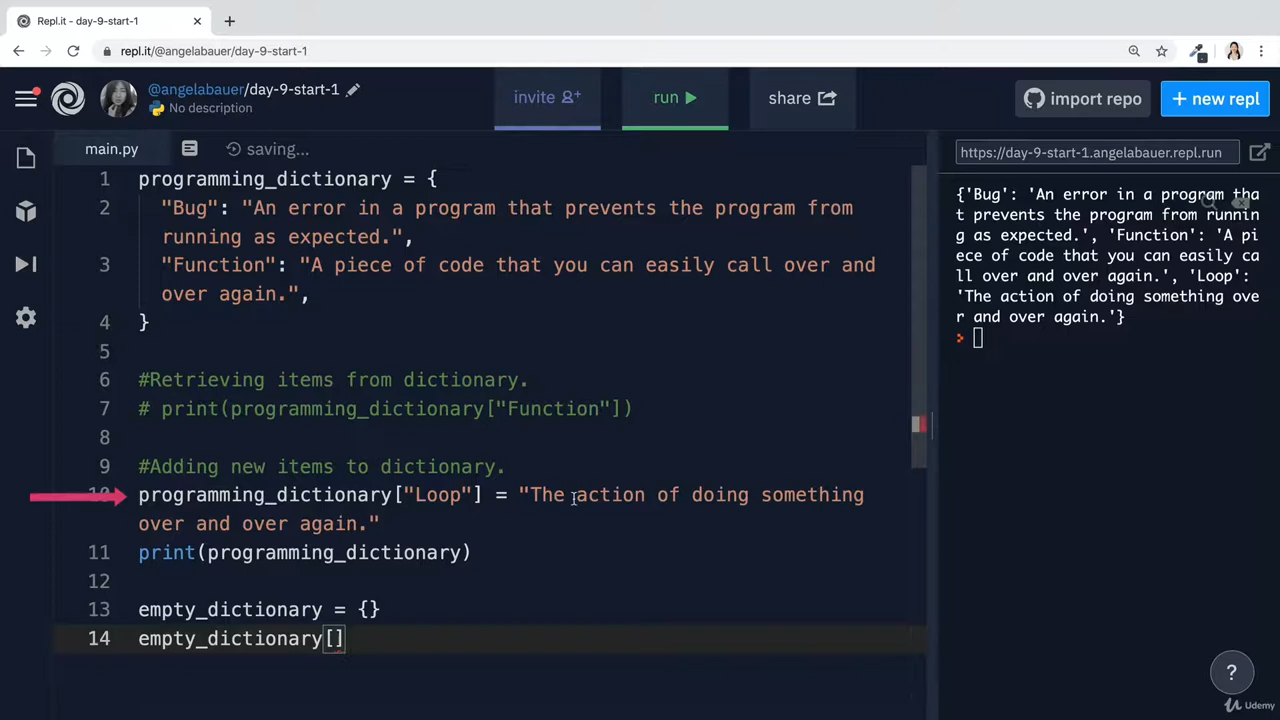 Repl.it - day-9-start-1
repl.it/@angelabauer/day-9-start-1
@angelabauer/day-9-start-1
No description
invite
run
share
import repo
+ new repl
main.py
saving...
https://day-9-start-1.angelabauer.repl.run
1 programming_dictionary = {
2 "Bug": "An error in a program that prevents the program from
running as expected.",
3 "Function": "A piece of code that you can easily call over and
over again.",
4 }
5
6 #Retrieving items from dictionary.
7 # print(programming_dictionary["Function"])
8
9 #Adding new items to dictionary.
10 programming_dictionary["Loop"] = "The action of doing something
over and over again."
11 print(programming_dictionary)
12
13 empty_dictionary = {}
14 empty_dictionary[]
{'Bug': 'An error in a program tha
t prevents the program from runnin
g as expected.', 'Function': 'A pi
ece of code that you can easily ca
ll over and over again.', 'Loop':
'The action of doing something ove
r and over again.'}
?
Udemy